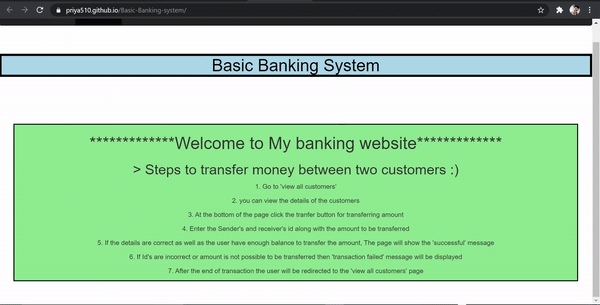 priya510.github.io/Basic-Banking-system/
Basic Banking System
*************Welcome to My banking website*************
> Steps to transfer money between two customers :)
1. Go to 'view all customers'
2. you can view the details of the customers
3. At the bottom of the page click the tranfer button for transferring amount
4. Enter the Sender's and receiver's id along with the amount to be transferred
5. If the details are correct as well as the user have enough balance to transfer the amount, The page will show the 'successful' message
6. If Id's are incorrect or amount is not possible to be transferred then 'transaction failed' message will be displayed
7. After the end of transaction the user will be redirected to the 'view all customers' page